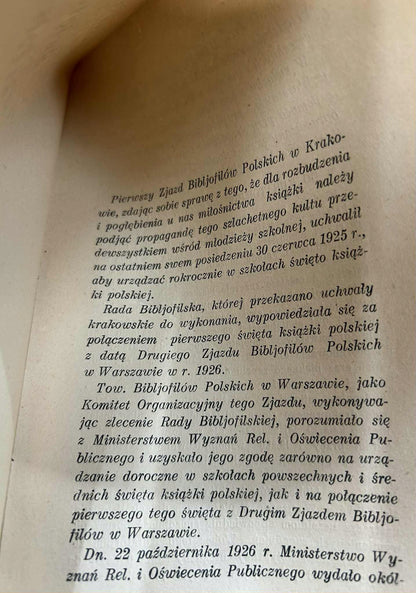 Pierwszy Zjazd Bibljofilów Polskich w Krako-
wie, zdając sobie sprawę z tego, że dla rozbudzenia
i pogłębienia u nas miłośnictwa książki należy
podjąć propagandę tego szlachetnego kultu prze-
dewszystkiem wśród młodzieży szkolnej, uchwalił
na ostatniem swem posiedzeniu 30 czerwca 1925 r.,
aby urządzać rokrocznie w szkołach święto książ-
ki polskiej.
Rada Bibljofilska, której przekazano uchwały
krakowskie do wykonania, wypowiedziała się za
połączeniem pierwszego święta książki polskiej
z datą Drugiego Zjazdu Bibljofilów Polskich
w Warszawie w r. 1926.
Tow. Bibljofilów Polskich w Warszawie, jako
Komitet Organizacyjny tego Zjazdu, wykonywa-
jąc zlecenie Rady Bibljofilskiej, porozumiało się
z Ministerstwem Wyznań Rel. i Oświecenia Pu-
blicznego i uzyskało jego zgodę zarówno na urzą-
dzanie doroczne w szkołach powszechnych i śre-
dnich święta książki polskiej, jak i na połączenie
pierwszego tego święta z Drugim Zjazdem Bibljo-
filów w Warszawie.
Dn. 22 października 1926 r. Ministerstwo Wy-
znań Rel. i Oświecenia Publicznego wydało okól-